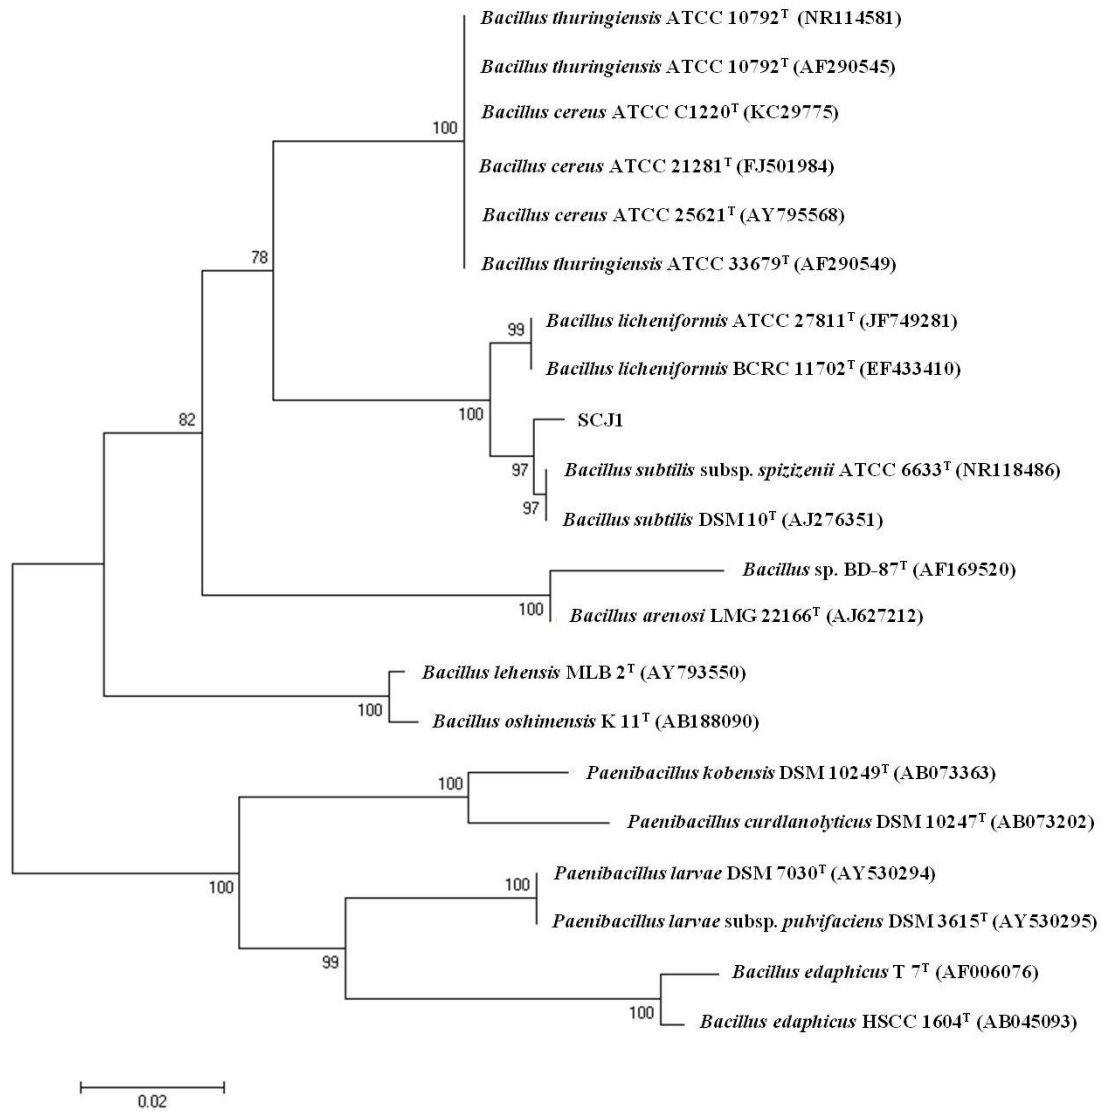 Bacillus thuringiensis ATCC 10792ᵀ (NR114581)
Bacillus thuringiensis ATCC 10792ᵀ (AF290545)
Bacillus cereus ATCC C1220ᵀ (KC29775)
100
Bacillus cereus ATCC 21281ᵀ (FJ501984)
Bacillus cereus ATCC 25621ᵀ (AY795568)
78
Bacillus thuringiensis ATCC 33679ᵀ (AF290549)
Bacillus licheniformis ATCC 27811ᵀ (JF749281)
99
Bacillus licheniformis BCRC 11702ᵀ (EF433410)
100
82
SCJ1
97
Bacillus subtilis subsp. spizizenii ATCC 6633ᵀ (NR118486)
97
Bacillus subtilis DSM 10ᵀ (AJ276351)
Bacillus sp. BD-87ᵀ (AF169520)
100
Bacillus arenosi LMG 22166ᵀ (AJ627212)
Bacillus lehensis MLB 2ᵀ (AY793550)
100
Bacillus oshimensis K 11ᵀ (AB188090)
Paenibacillus kobensis DSM 10249ᵀ (AB073363)
100
Paenibacillus curdlanolyticus DSM 10247ᵀ (AB073202)
Paenibacillus larvae DSM 7030ᵀ (AY530294)
100
100
Paenibacillus larvae subsp. pulvifaciens DSM 3615ᵀ (AY530295)
99
Bacillus edaphicus T 7ᵀ (AF006076)
100
Bacillus edaphicus HSCC 1604ᵀ (AB045093)
0.02